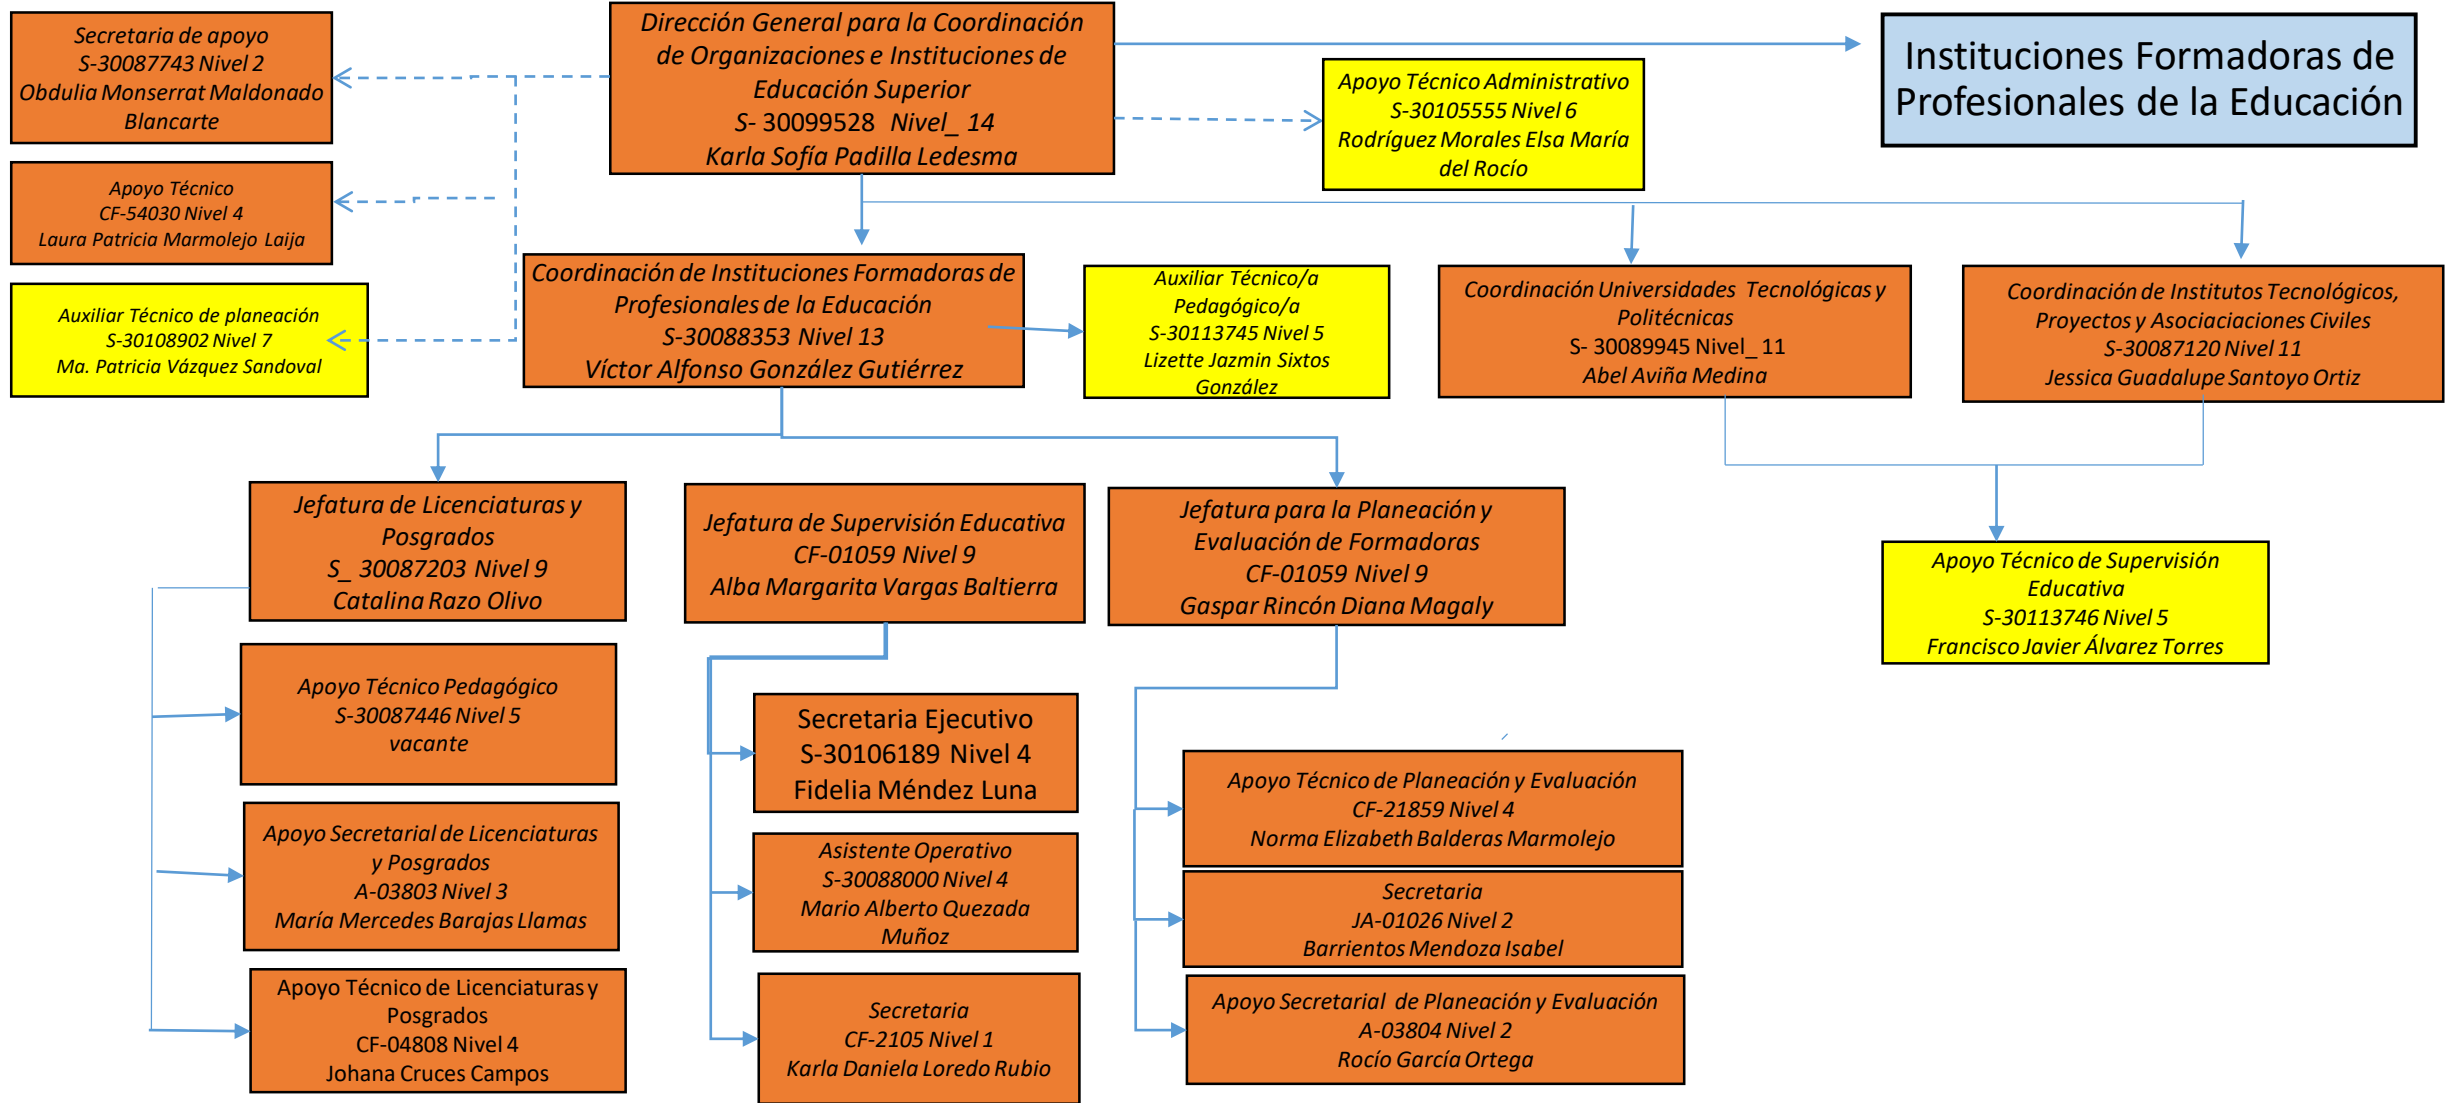 Secretaria de apoyo
S-30087743 Nivel 2
Obdulia Monserrat Maldonado
Blancarte
Dirección General para la Coordinación
de Organizaciones e Instituciones de
Educación Superior
S- 30099528 Nivel_ 14
Karla Sofía Padilla Ledesma
Apoyo Técnico Administrativo
S-30105555 Nivel 6
Rodríguez Morales Elsa María
del Rocío
Instituciones Formadoras de
Profesionales de la Educación
Apoyo Técnico
CF-54030 Nivel 4
Laura Patricia Marmolejo Laija
Auxiliar Técnico de planeación
S-30108902 Nivel 7
Ma. Patricia Vázquez Sandoval
Coordinación de Instituciones Formadoras de
Profesionales de la Educación
S-30088353 Nivel 13
Víctor Alfonso González Gutiérrez
Auxiliar Técnico/a
Pedagógico/a
S-30113745 Nivel 5
Lizette Jazmin Sixtos
González
Coordinación Universidades Tecnológicas y
Politécnicas
S- 30089945 Nivel_ 11
Abel Aviña Medina
Coordinación de Institutos Tecnológicos,
Proyectos y Asociaciaciones Civiles
S-30087120 Nivel 11
Jessica Guadalupe Santoyo Ortiz
Jefatura de Licenciaturas y
Posgrados
S_ 30087203 Nivel 9
Catalina Razo Olivo
Jefatura de Supervisión Educativa
CF-01059 Nivel 9
Alba Margarita Vargas Baltierra
Jefatura para la Planeación y
Evaluación de Formadoras
CF-01059 Nivel 9
Gaspar Rincón Diana Magaly
Apoyo Técnico de Supervisión
Educativa
S-30113746 Nivel 5
Francisco Javier Álvarez Torres
Apoyo Técnico Pedagógico
S-30087446 Nivel 5
vacante
Apoyo Secretarial de Licenciaturas
y Posgrados
A-03803 Nivel 3
María Mercedes Barajas Llamas
Apoyo Técnico de Licenciaturas y
Posgrados
CF-04808 Nivel 4
Johana Cruces Campos
Secretaria Ejecutivo
S-30106189 Nivel 4
Fidelia Méndez Luna
Asistente Operativo
S-30088000 Nivel 4
Mario Alberto Quezada
Muñoz
Secretaria
CF-2105 Nivel 1
Karla Daniela Loredo Rubio
Apoyo Técnico de Planeación y Evaluación
CF-21859 Nivel 4
Norma Elizabeth Balderas Marmolejo
Secretaria
JA-01026 Nivel 2
Barrientos Mendoza Isabel
Apoyo Secretarial de Planeación y Evaluación
A-03804 Nivel 2
Rocío García Ortega